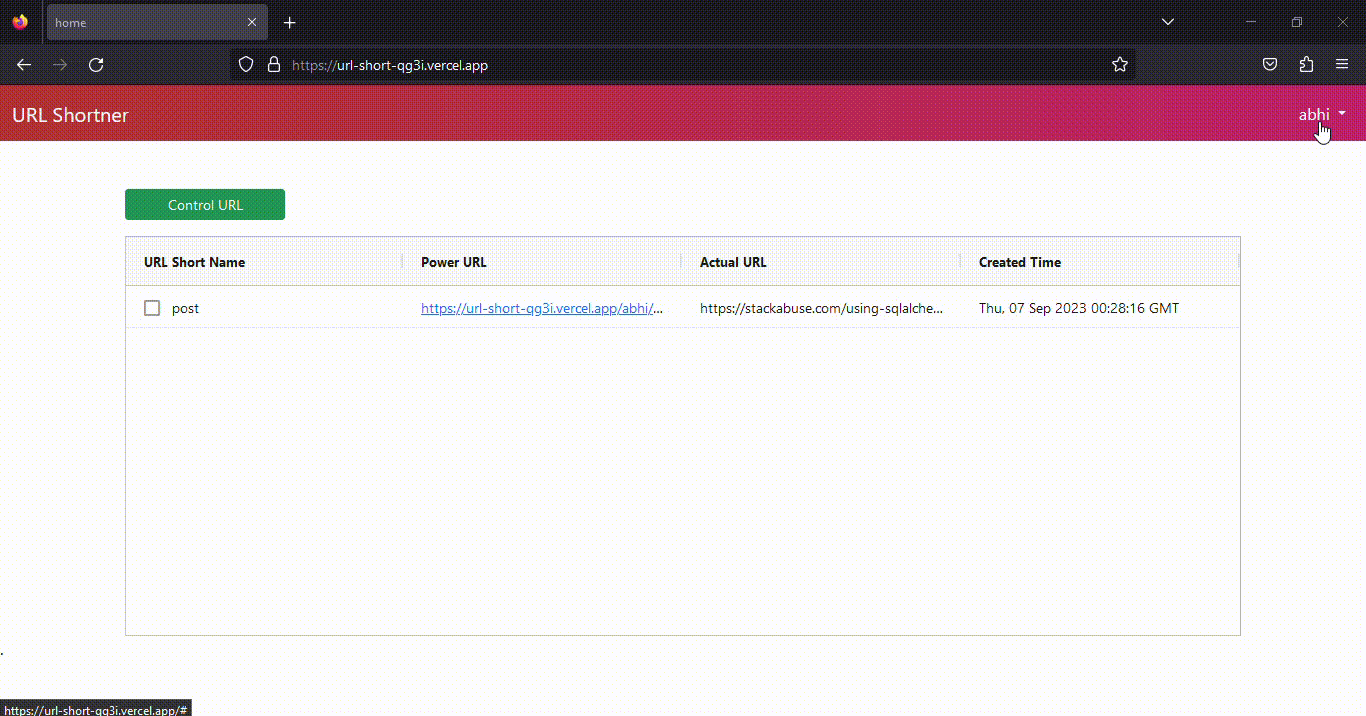 home
https://url-short-qg3i.vercel.app
URL Shortner
abhi
Control URL
URL Short Name Power URL Actual URL Created Time
post https://url-short-qg3i.vercel.app/abhi/... https://stackabuse.com/using-sqlalche... Thu, 07 Sep 2023 00:28:16 GMT
.
https://url-short-qg3i.vercel.app/#